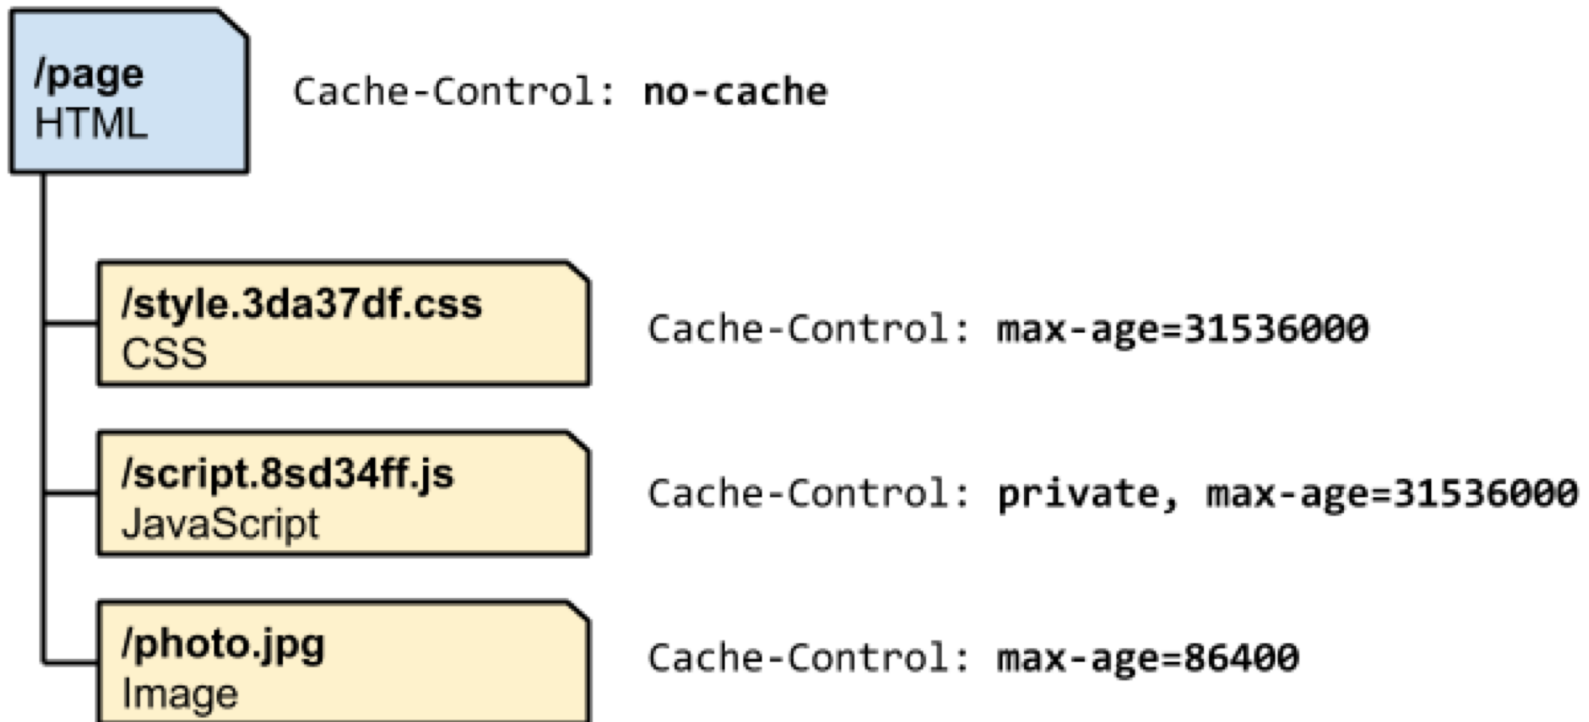 /page
HTML
Cache-Control: no-cache
/style.3da37df.css
CSS
Cache-Control: max-age=31536000
/script.8sd34ff.js
JavaScript
Cache-Control: private, max-age=31536000
/photo.jpg
Image
Cache-Control: max-age=86400